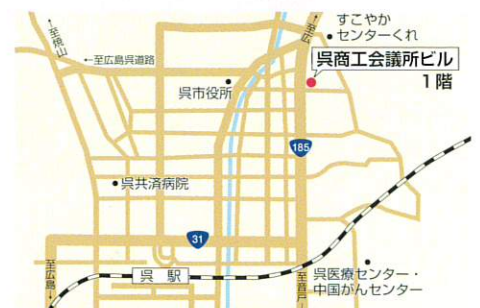 至焼山
至広
すこやか
センターくれ
至広島呉道路
呉商工会議所ビル
1階
呉市役所
185
呉共済病院
31
至広島
呉駅
至音戸
呉医療センター・
中国がんセンター